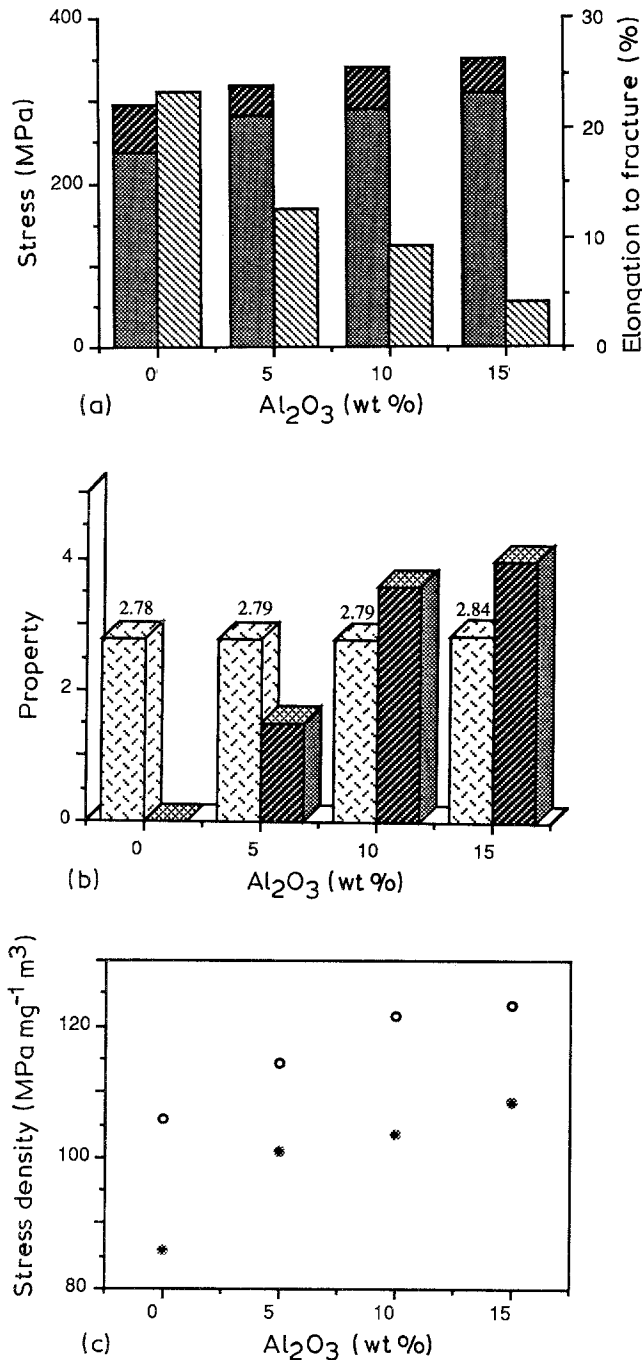 400
200
0
Stress (MPa)
30
20
10
0
Elongation to fracture (%)
0 5 10 15
(a) Al₂O₃ (wt %)
4
2
0
Property
2.78 2.79 2.79 2.84
0 5 10 15
(b) Al₂O₃ (wt %)
120
100
80
Stress density (MPa mg⁻¹ m³)
0 5 10 15
(c) Al₂O₃ (wt %)